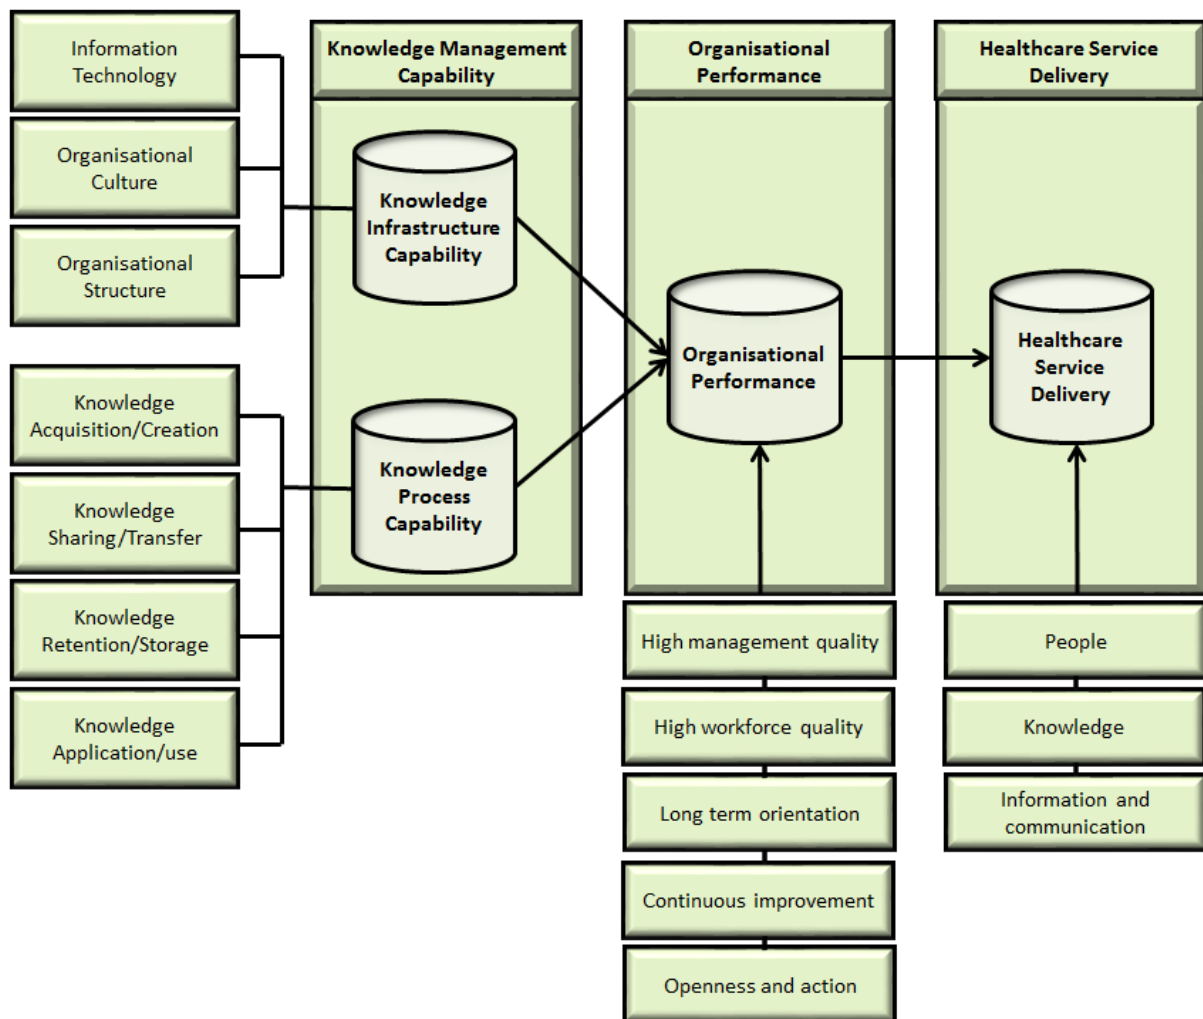 Information
Technology
Organisational
Culture
Organisational
Structure
Knowledge
Acquisition/Creation
Knowledge
Sharing/Transfer
Knowledge
Retention/Storage
Knowledge
Application/use
Knowledge Management
Capability
Knowledge
Infrastructure
Capability
Knowledge
Process
Capability
Organisational
Performance
Organisational
Performance
High management quality
High workforce quality
Long term orientation
Continuous improvement
Openness and action
Healthcare Service
Delivery
Healthcare
Service
Delivery
People
Knowledge
Information and
communication